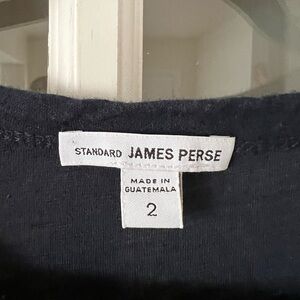 STANDARD JAMES PERSE
MADE IN
GUATEMALA
2